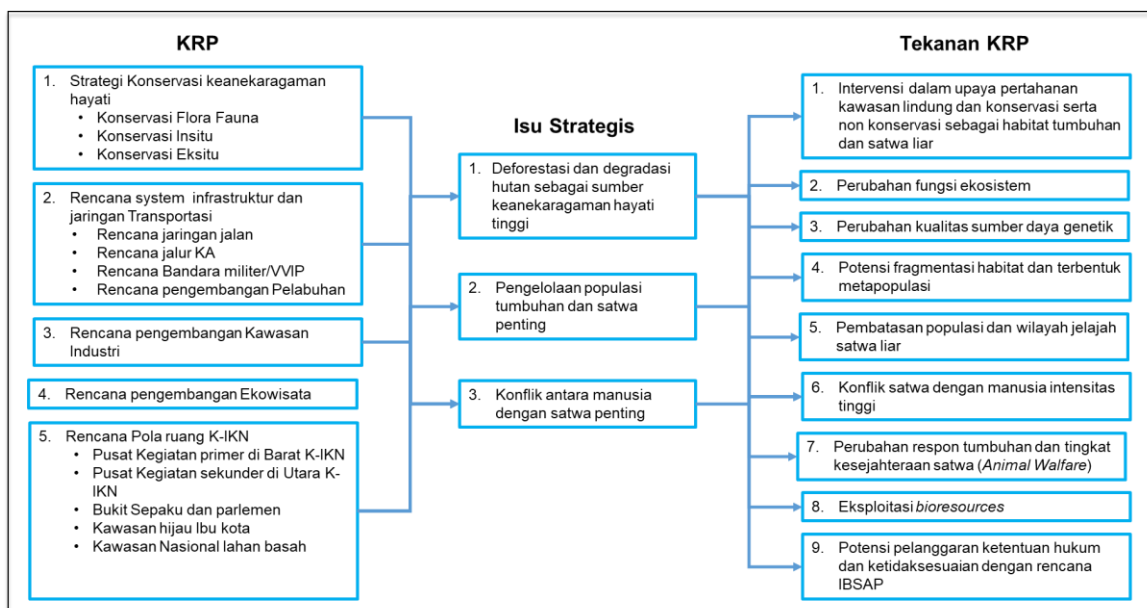 KRP
1. Strategi Konservasi keanekaragaman
hayati
• Konservasi Flora Fauna
• Konservasi Insitu
• Konservasi Eksitu
2. Rencana system infrastruktur dan
jaringan Transportasi
• Rencana jaringan jalan
• Rencana jalur KA
• Rencana Bandara militer/VVIP
• Rencana pengembangan Pelabuhan
3. Rencana pengembangan Kawasan
Industri
4. Rencana pengembangan Ekowisata
5. Rencana Pola ruang K-IKN
• Pusat Kegiatan primer di Barat K-IKN
• Pusat Kegiatan sekunder di Utara K-
IKN
• Bukit Sepaku dan parlemen
• Kawasan hijau Ibu kota
• Kawasan Nasional lahan basah
Isu Strategis
1. Deforestasi dan degradasi
hutan sebagai sumber
keanekaragaman hayati
tinggi
2. Pengelolaan populasi
tumbuhan dan satwa
penting
3. Konflik antara manusia
dengan satwa penting
Tekanan KRP
1. Intervensi dalam upaya pertahanan
kawasan lindung dan konservasi serta
non konservasi sebagai habitat tumbuhan
dan satwa liar
2. Perubahan fungsi ekosistem
3. Perubahan kualitas sumber daya genetik
4. Potensi fragmentasi habitat dan terbentuk
metapopulasi
5. Pembatasan populasi dan wilayah jelajah
satwa liar
6. Konflik satwa dengan manusia intensitas
tinggi
7. Perubahan respon tumbuhan dan tingkat
kesejahteraan satwa (Animal Welfare)
8. Eksploitasi bioresources
9. Potensi pelanggaran ketentuan hukum
dan ketidaksesuaian dengan rencana
IBSAP